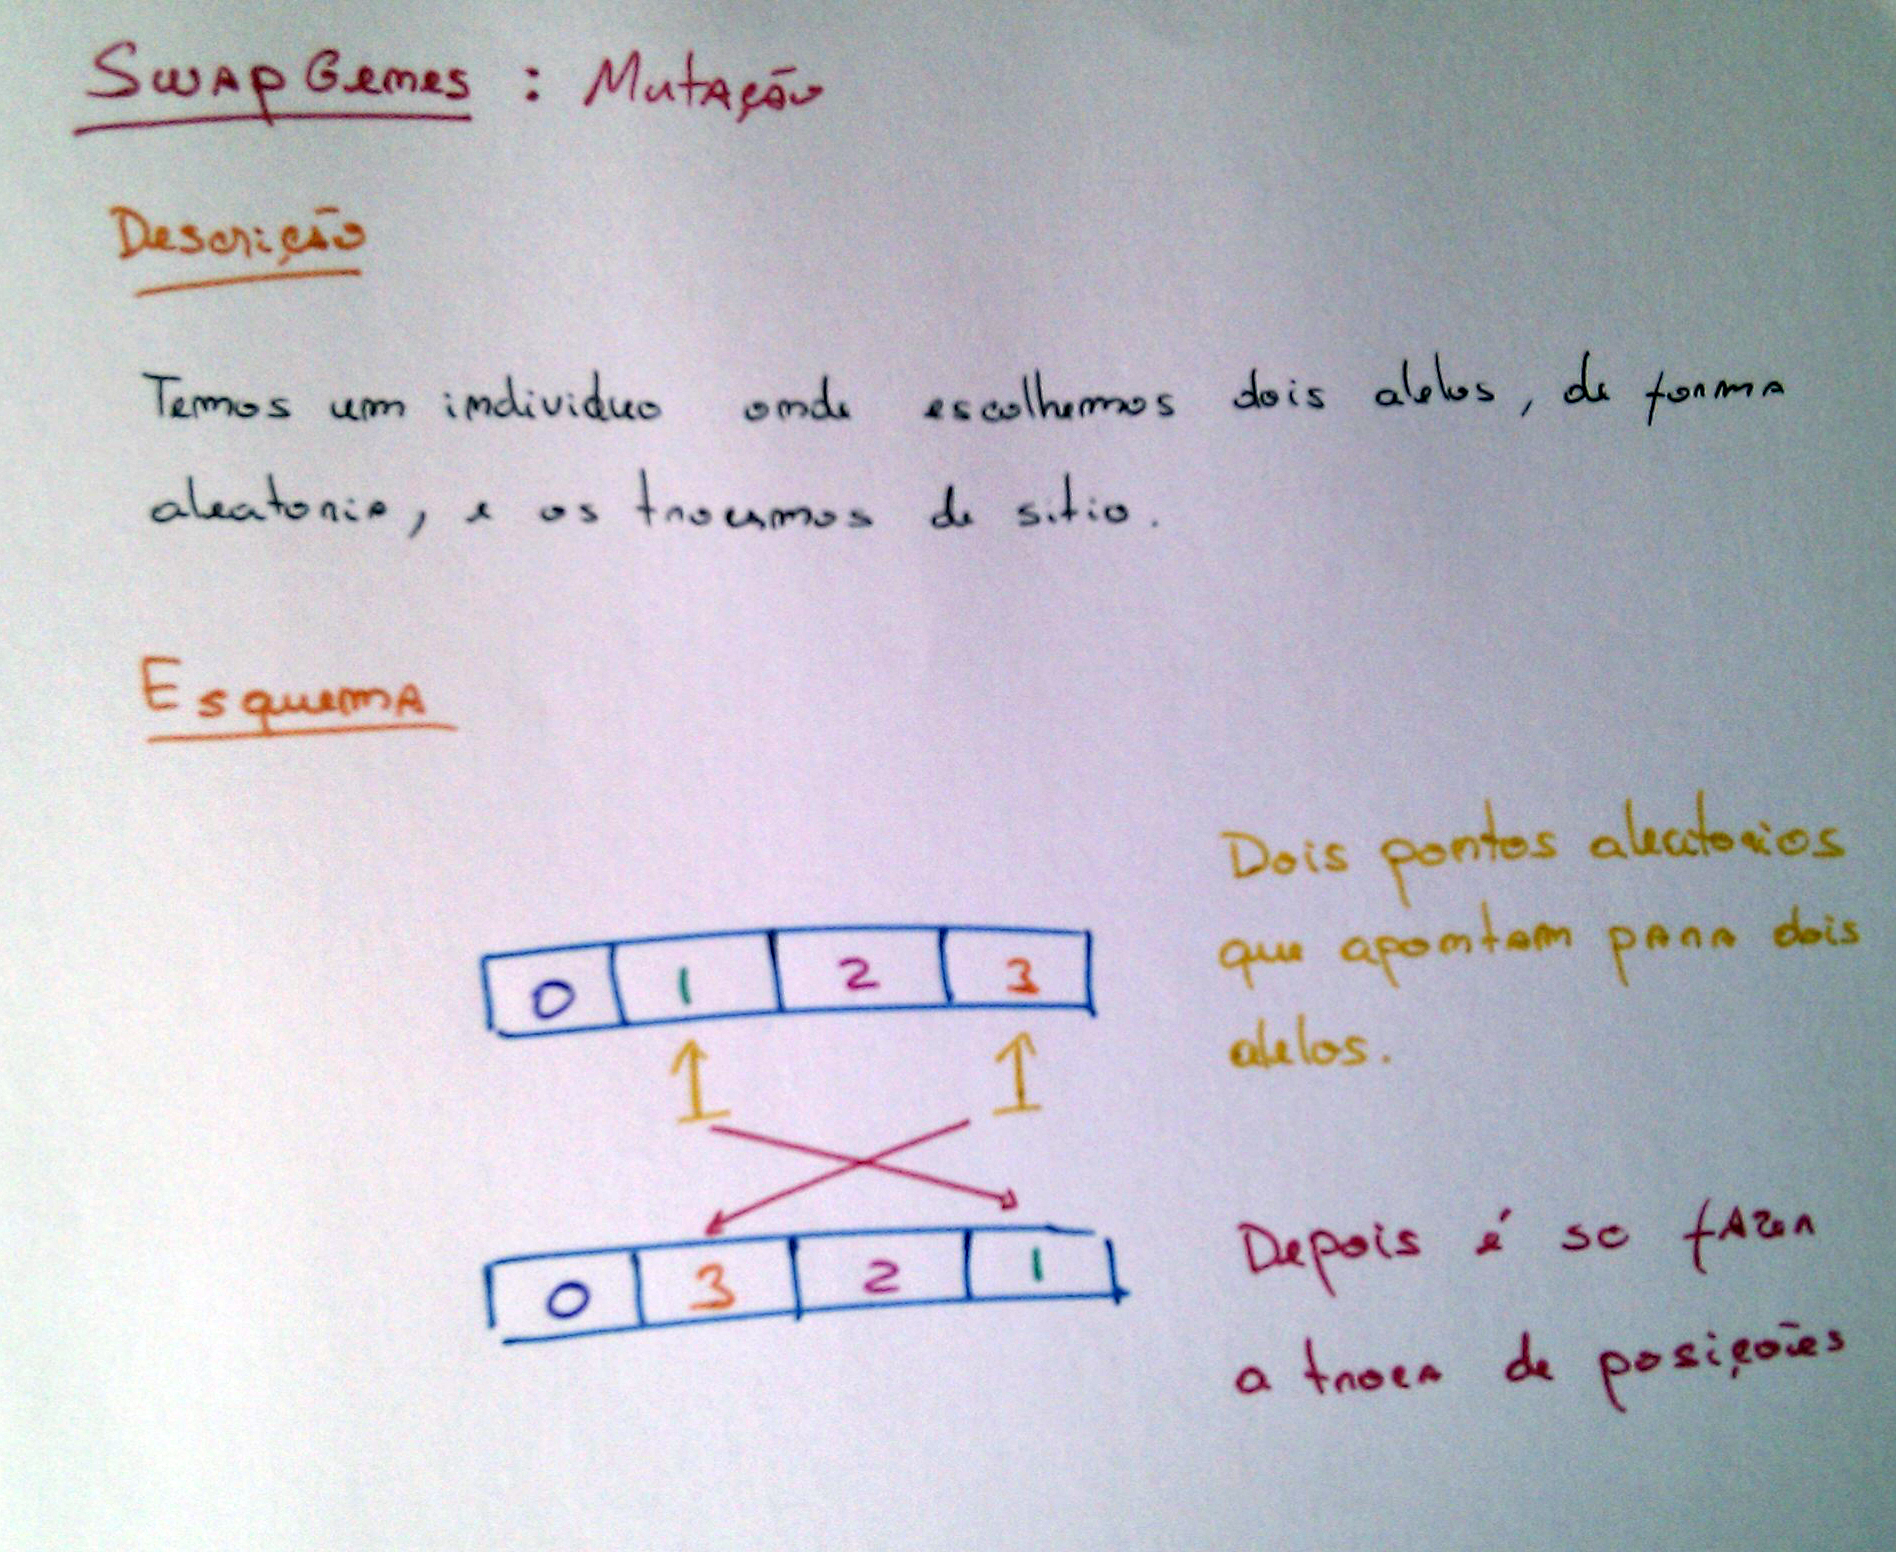 Swap Genes : Mutação
Descrição
Temos um individuo onde escolhemos dois alelos, de forma
aleatoria, e os trocamos de sitio.
Esquema
Dois pontos aleatorios
que apontam para dois
alelos.
0 1 2 3
0 3 2 1
Depois é so fazer
a troca de posições